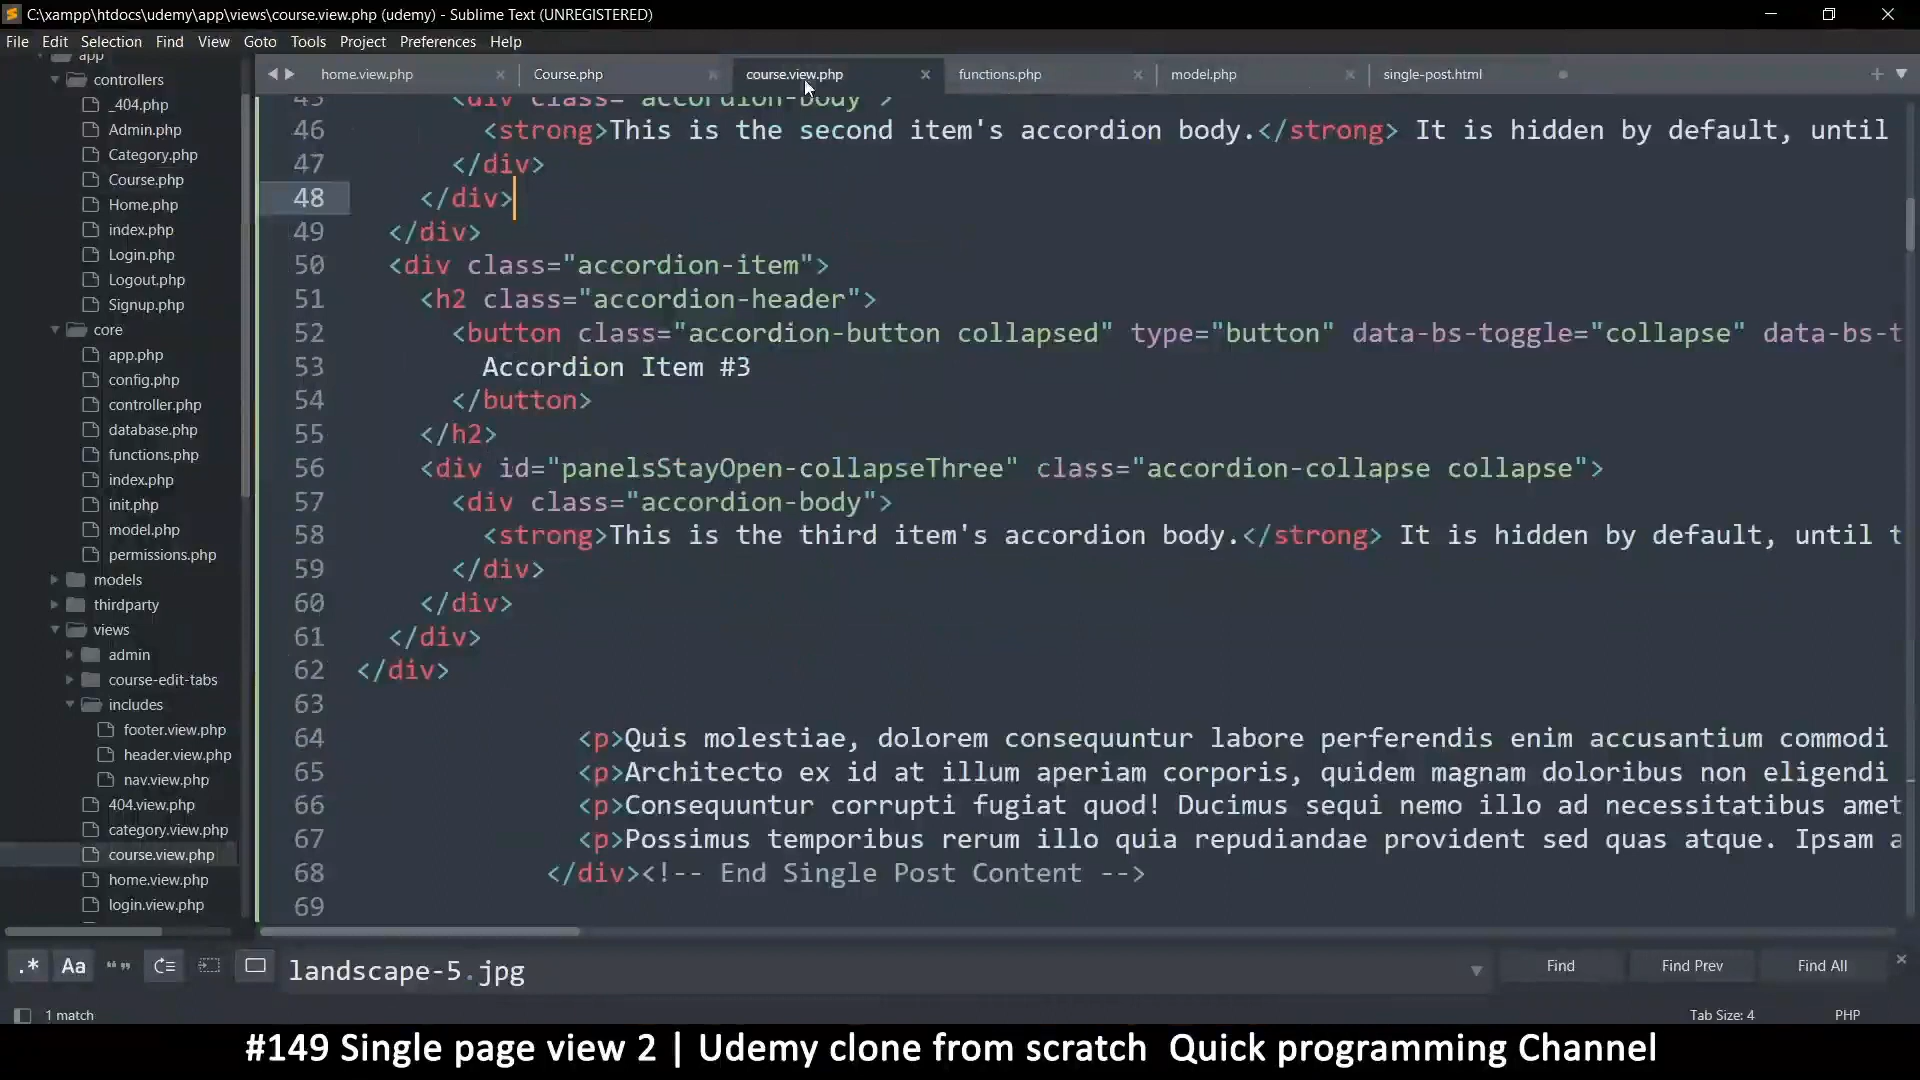 C:\xampp\htdocs\udemy\app\views\course.view.php (udemy) - Sublime Text (UNREGISTERED)
File Edit Selection Find View Goto Tools Project Preferences Help
app
controllers
_404.php
Admin.php
Category.php
Course.php
Home.php
index.php
Login.php
Logout.php
Signup.php
core
app.php
config.php
controller.php
database.php
functions.php
index.php
init.php
model.php
permissions.php
models
thirdparty
views
admin
course-edit-tabs
includes
footer.view.php
header.view.php
nav.view.php
404.view.php
category.view.php
course.view.php
home.view.php
login.view.php
home.view.php Course.php course.view.php functions.php model.php single-post.html
45 <div class="accordion-body">
46 <strong>This is the second item's accordion body.</strong> It is hidden by default, until
47 </div>
48 </div>
49 </div>
50 <div class="accordion-item">
51 <h2 class="accordion-header">
52 <button class="accordion-button collapsed" type="button" data-bs-toggle="collapse" data-bs-t
53 Accordion Item #3
54 </button>
55 </h2>
56 <div id="panelsStayOpen-collapseThree" class="accordion-collapse collapse">
57 <div class="accordion-body">
58 <strong>This is the third item's accordion body.</strong> It is hidden by default, until t
59 </div>
60 </div>
61 </div>
62 </div>
63
64 <p>Quis molestiae, dolorem consequuntur labore perferendis enim accusantium commodi
65 <p>Architecto ex id at illum aperiam corporis, quidem magnam doloribus non eligendi
66 <p>Consequuntur corrupti fugiat quod! Ducimus sequi nemo illo ad necessitatibus amet
67 <p>Possimus temporibus rerum illo quia repudiandae provident sed quas atque. Ipsam a
68 </div><!-- End Single Post Content -->
69
.* Aa “” landscape-5.jpg Find Find Prev Find All
1 match Tab Size: 4 PHP
#149 Single page view 2 | Udemy clone from scratch Quick programming Channel